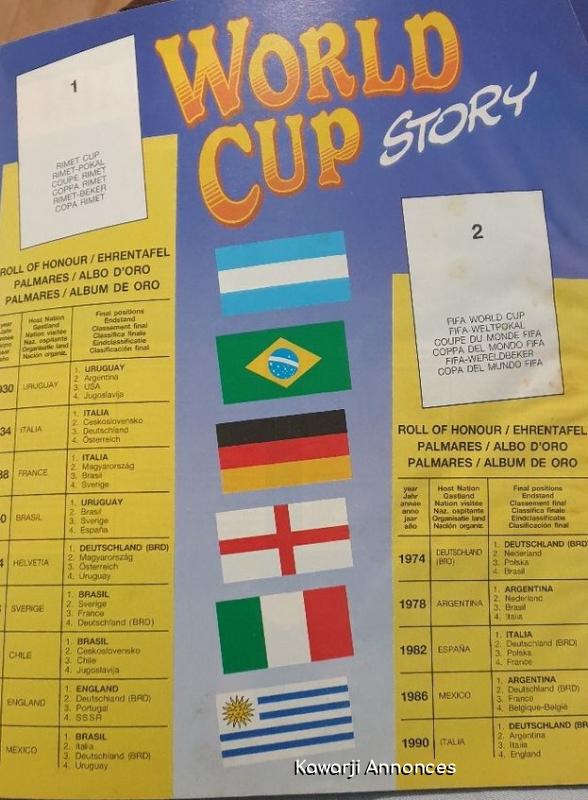 WORLD
CUP STORY
1
RIMET CUP
RIMET-POKAL
COUPE RIMET
COPPA RIMET
RIMET-BEKER
COPA RIMET
ROLL OF HONOUR / EHRENTAFEL
PALMARES / ALBO D'ORO
PALMARES / ALBUM DE ORO
year Host Nation Final positions
Jahr Gastland Endstand
Nation visitée Classement final
anno Naz. ospitante Classifica finale
jaar Organisatie land Eindclassificatie
año Nación organiz. Clasificación final
930 URUGUAY
1. URUGUAY
2. Argentina
3. USA
4. Jugoslavija
34 ITALIA
1. ITALIA
2. Ceskoslovensko
3. Deutschland
4. Österreich
38 FRANCE
1. ITALIA
2. Magyarország
3. Brasil
4. Sverige
0 BRASIL
1. URUGUAY
2. Brasil
3. Sverige
4. España
4 HELVETIA
1. DEUTSCHLAND (BRD)
2. Magyarország
3. Österreich
4. Uruguay
SVERIGE
1. BRASIL
2. Sverige
3. France
4. Deutschland (BRD)
CHILE
1. BRASIL
2. Ceskoslovensko
3. Chile
4. Jugoslavija
ENGLAND
1. ENGLAND
2. Deutschland (BRD)
3. Portugal
4. SSSR
MEXICO
1. BRASIL
2. Italia
3. Deutschland (BRD)
4. Uruguay
2
FIFA WORLD CUP
FIFA-WELTPOKAL
COUPE DU MONDE FIFA
COPPA DEL MONDO FIFA
FIFA-WERELDBEKER
COPA DEL MUNDO FIFA
ROLL OF HONOUR / EHRENTAFEL
PALMARES / ALBO D'ORO
PALMARES / ALBUM DE ORO
year Host Nation Final positions
Jahr Gastland Endstand
année Nation visitée Classement final
anno Naz. ospitante Classifica finale
jaar Organisatie land Eindclassificatie
año Nación organiz. Clasificación final
1974 DEUTSCHLAND (BRD)
1. DEUTSCHLAND (BRD
2. Nederland
3. Polska
4. Brasil
1978 ARGENTINA
1. ARGENTINA
2. Nederland
3. Brasil
4. Italia
1982 ESPAÑA
1. ITALIA
2. Deutschland (BRD)
3. Polska
4. France
1986 MEXICO
1. ARGENTINA
2. Deutschland (BRD)
3. France
4. Belgique-België
1990 ITALIA
1. DEUTSCHLAND (BR
2. Argentina
3. Italia
4. England
Kawarji Annonces